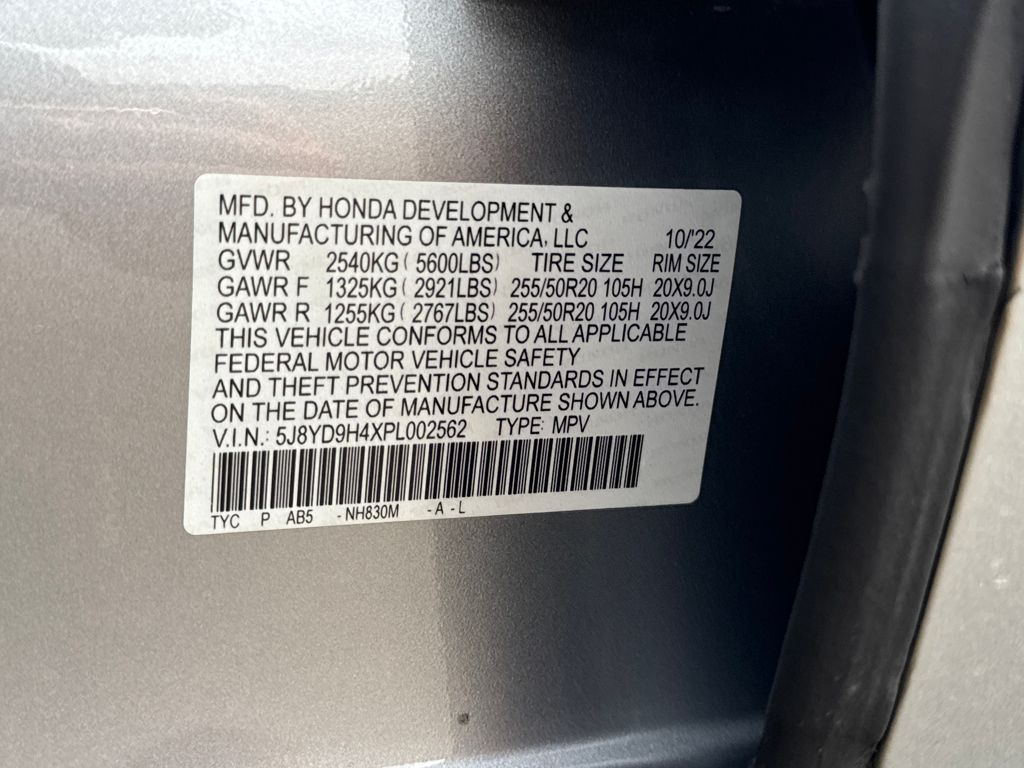 MFD. BY HONDA DEVELOPMENT &
MANUFACTURING OF AMERICA, LLC 10/'22
GVWR 2540KG ( 5600LBS) TIRE SIZE RIM SIZE
GAWR F 1325KG ( 2921LBS) 255/50R20 105H 20X9.0J
GAWR R 1255KG ( 2767LBS) 255/50R20 105H 20X9.0J
THIS VEHICLE CONFORMS TO ALL APPLICABLE
FEDERAL MOTOR VEHICLE SAFETY
AND THEFT PREVENTION STANDARDS IN EFFECT
ON THE DATE OF MANUFACTURE SHOWN ABOVE.
V.I.N.: 5J8YD9H4XPL002562 TYPE: MPV
TYC P AB5 -NH830M -A -L